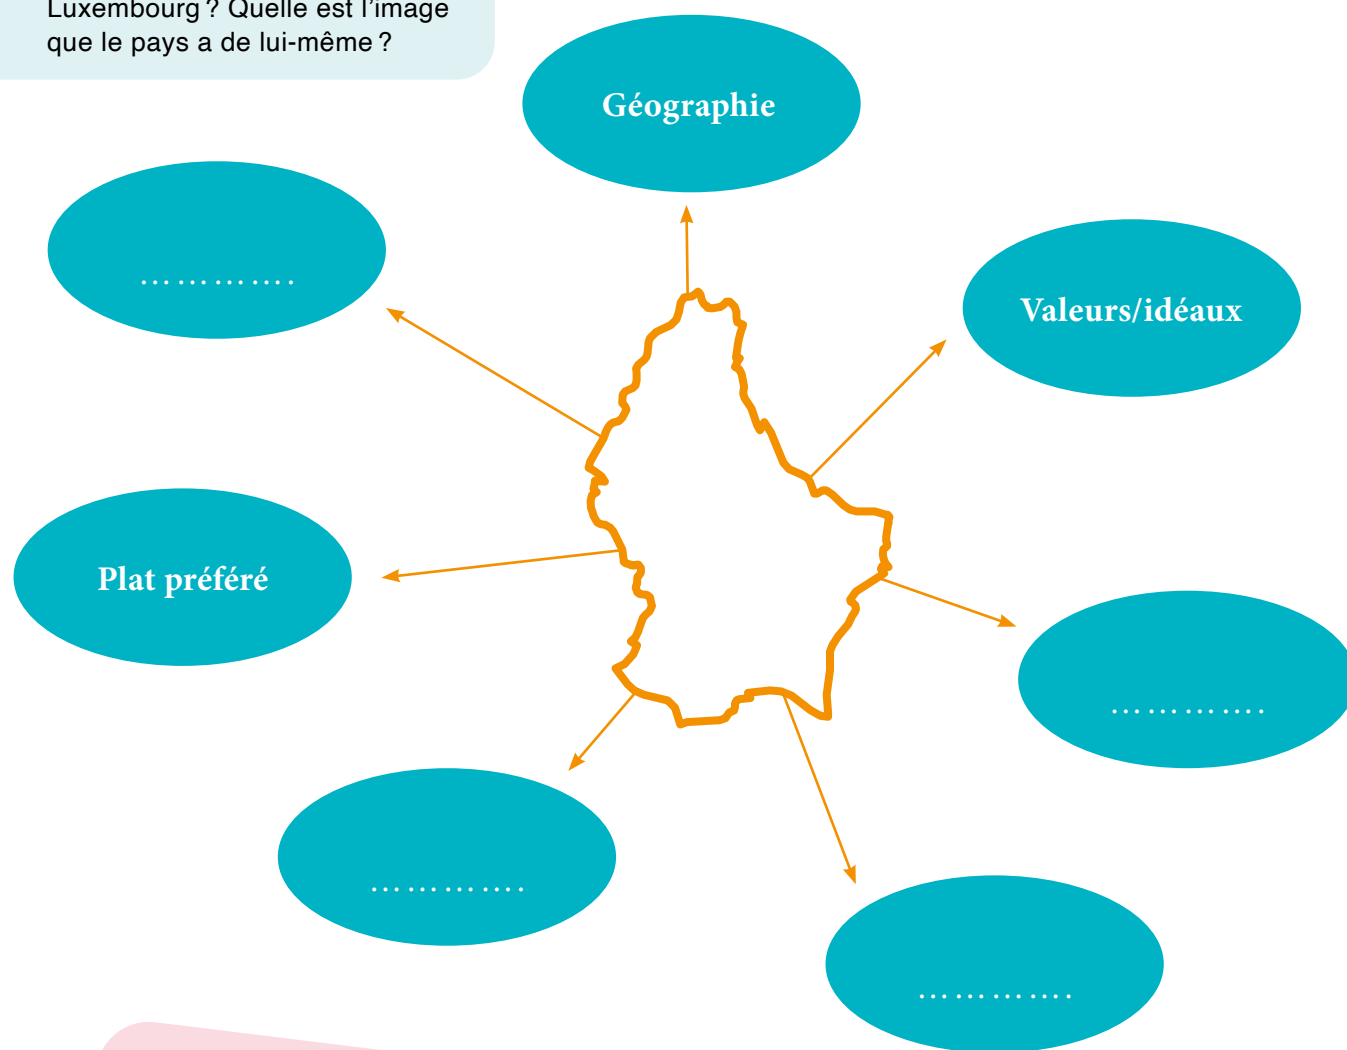 Luxembourg ? Quelle est l'image
que le pays a de lui-même ?
Géographie
.............
Valeurs/idéaux
Plat préféré
.............
.............
.............